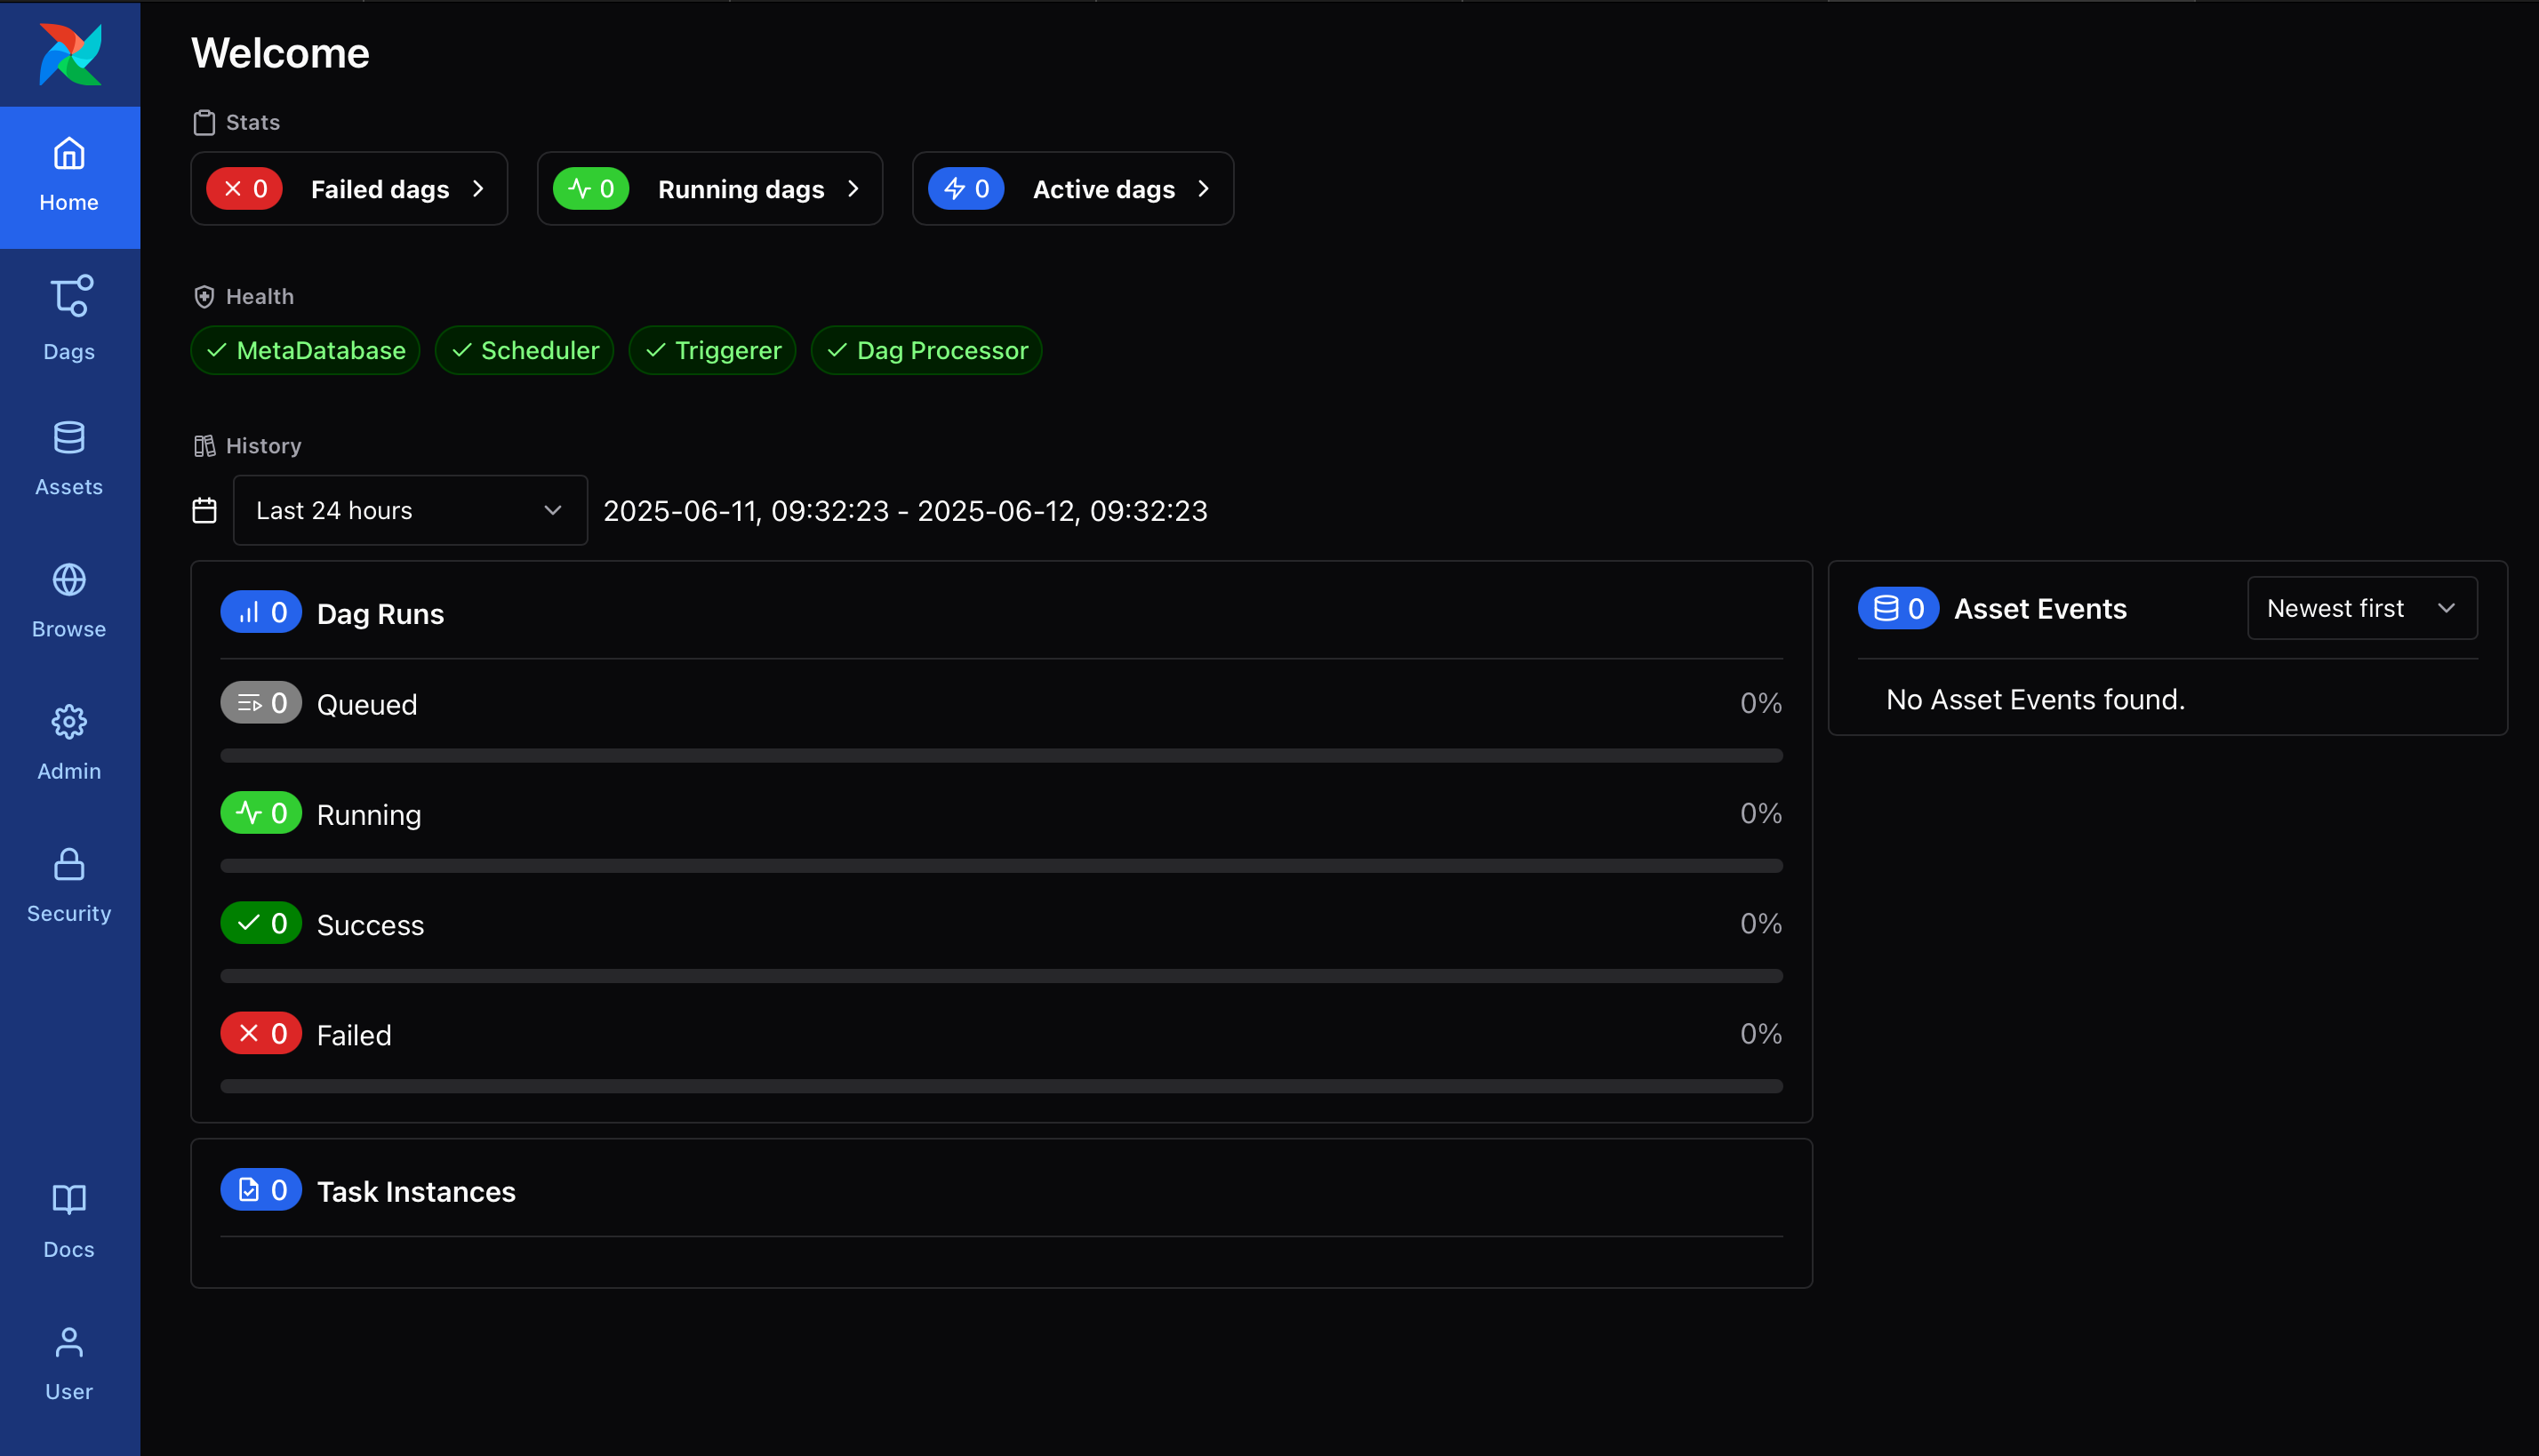 Welcome
Home
Dags
Assets
Browse
Admin
Security
Docs
User
Stats
0 Failed dags
0 Running dags
0 Active dags
Health
MetaDatabase
Scheduler
Triggerer
Dag Processor
History
Last 24 hours
2025-06-11, 09:32:23 - 2025-06-12, 09:32:23
0 Dag Runs
0 Queued 0%
0 Running 0%
0 Success 0%
0 Failed 0%
0 Task Instances
0 Asset Events
Newest first
No Asset Events found.